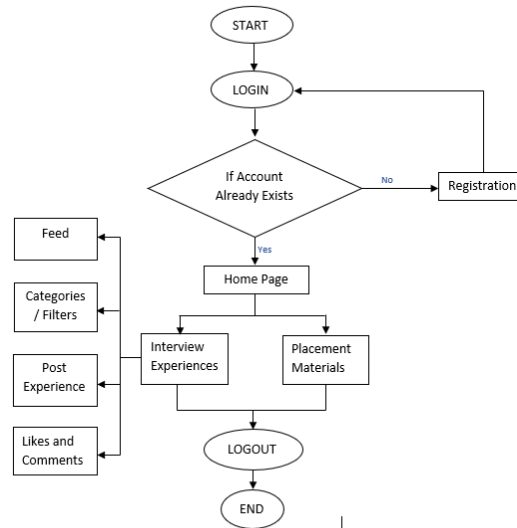 START
LOGIN
If Account
Already Exists
No
Registration
Yes
Home Page
Feed
Categories
/ Filters
Post
Experience
Likes and
Comments
Interview
Experiences
Placement
Materials
LOGOUT
END